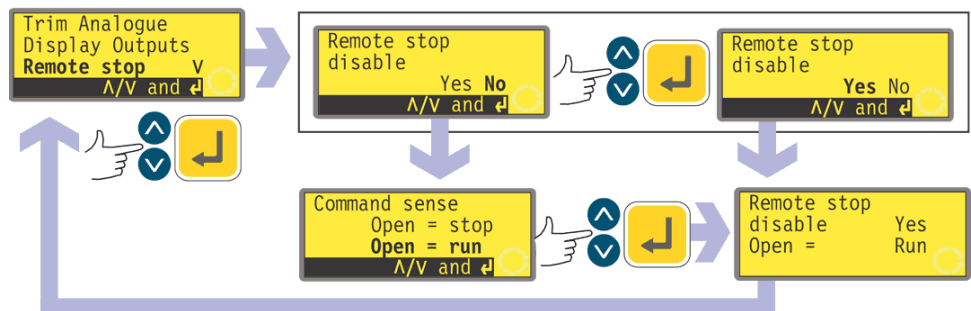 Trim Analogue
Display Outputs
Remote stop V
Λ/V and ↲
Remote stop
disable
Yes No
Λ/V and ↲
Remote stop
disable
Yes No
Λ/V and ↲
Command sense
Open = stop
Open = run
Λ/V and ↲
Remote stop
disable Yes
Open = Run